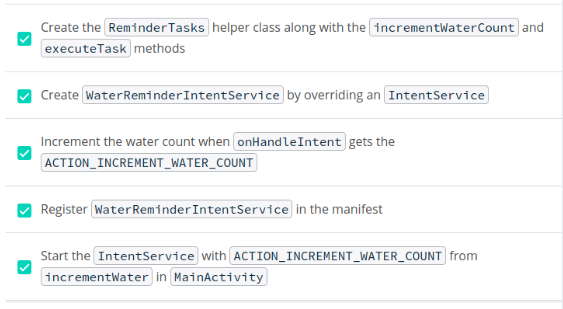 Create the ReminderTasks helper class along with the incrementWaterCount and
executeTask methods
Create WaterReminderIntentService by overriding an IntentService
Increment the water count when onHandleIntent gets the
ACTION_INCREMENT_WATER_COUNT
Register WaterReminderIntentService in the manifest
Start the IntentService with ACTION_INCREMENT_WATER_COUNT from
incrementWater in MainActivity